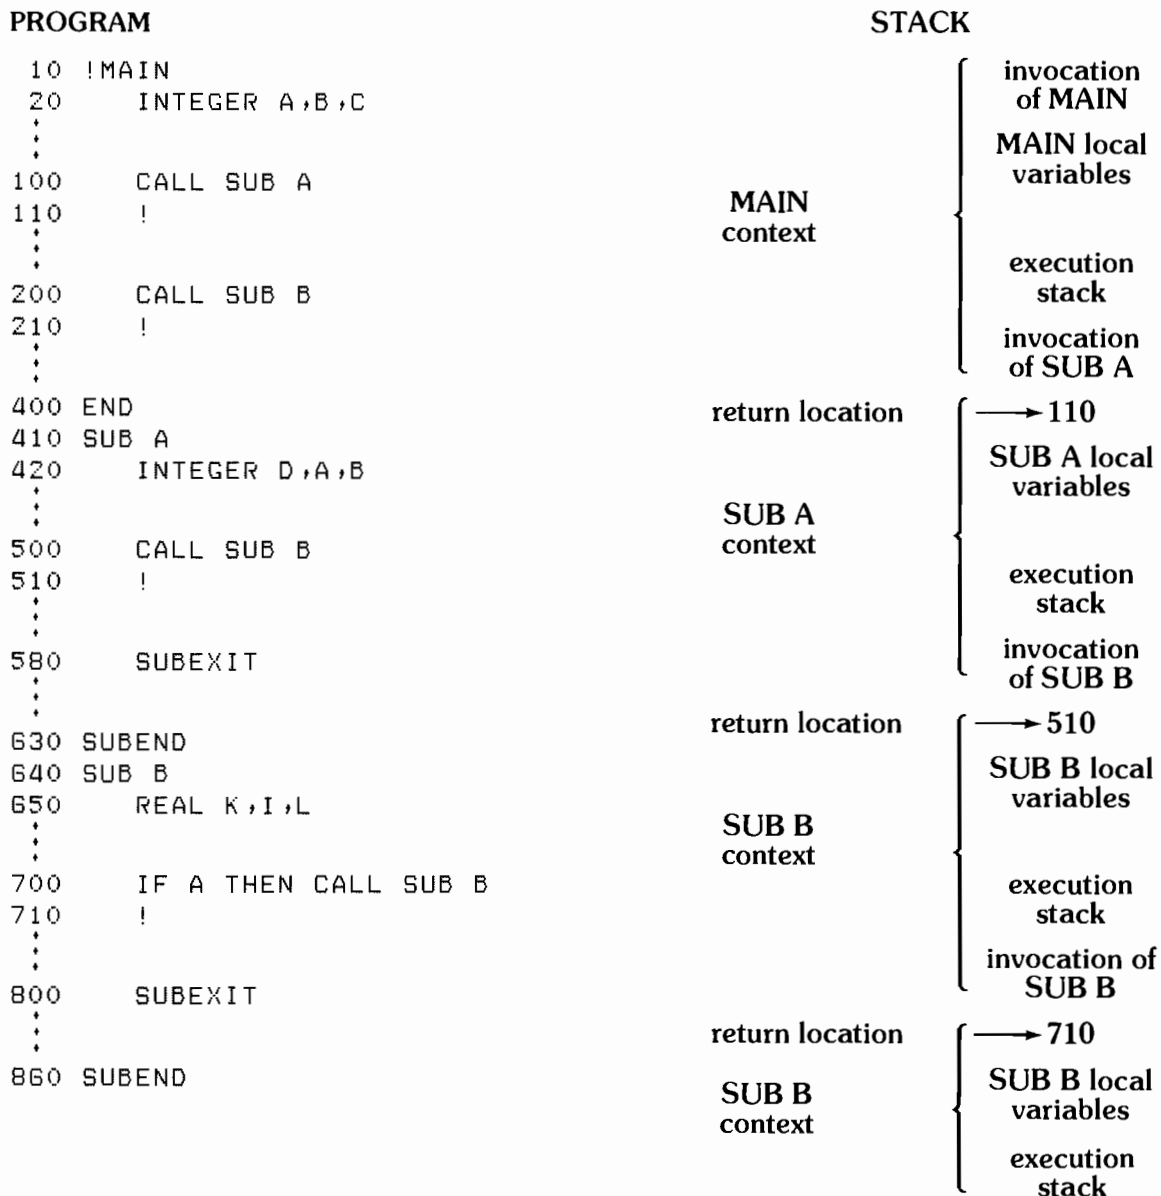 PROGRAM
10 !MAIN
20 INTEGER A,B,C
100 CALL SUB A
110 !
200 CALL SUB B
210 !
400 END
410 SUB A
420 INTEGER D,A,B
500 CALL SUB B
510 !
580 SUBEXIT
630 SUBEND
640 SUB B
650 REAL K,I,L
700 IF A THEN CALL SUB B
710 !
800 SUBEXIT
860 SUBEND
STACK
MAIN
context
invocation
of MAIN
MAIN local
variables
execution
stack
invocation
of SUB A
return location
→110
SUB A
context
SUB A local
variables
execution
stack
invocation
of SUB B
return location
→510
SUB B
context
SUB B local
variables
execution
stack
invocation of
SUB B
return location
→710
SUB B
context
SUB B local
variables
execution
stack